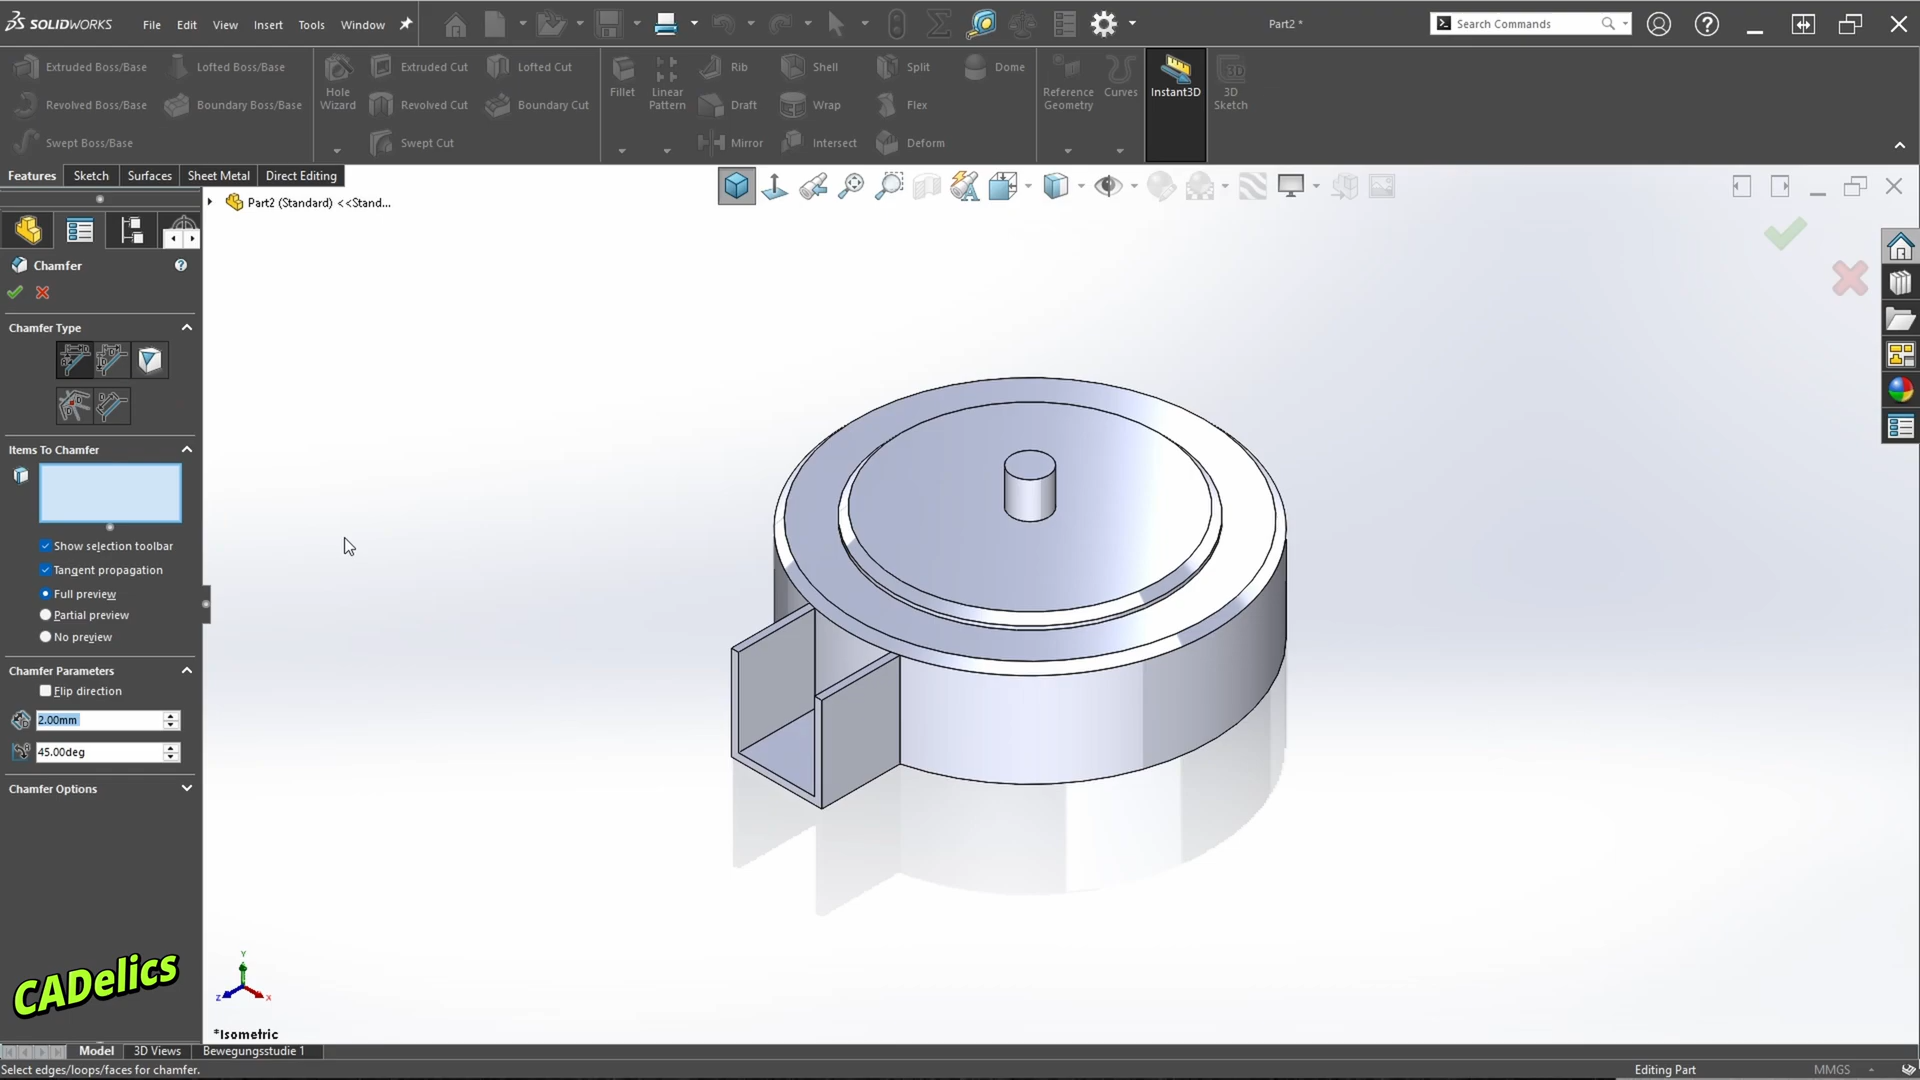 SOLIDWORKS File Edit View Insert Tools Window Part2 * Search Commands
Extruded Boss/Base
Revolved Boss/Base
Swept Boss/Base
Lofted Boss/Base
Boundary Boss/Base
Hole
Wizard
Extruded Cut
Revolved Cut
Swept Cut
Lofted Cut
Boundary Cut
Fillet
Linear
Pattern
Rib
Draft
Mirror
Shell
Wrap
Intersect
Split
Flex
Deform
Dome
Reference
Geometry
Curves
Instant3D
3D
Sketch
Features Sketch Surfaces Sheet Metal Direct Editing
Part2 (Standard) <<Stand...
Chamfer
Chamfer Type
Items To Chamfer
Show selection toolbar
Tangent propagation
Full preview
Partial preview
No preview
Chamfer Parameters
Flip direction
2.00mm
45.00deg
Chamfer Options
CADelics
Y
Z X
*Isometric
Model 3D Views Bewegungsstudie 1
Select edges/loops/faces for chamfer. Editing Part MMGS